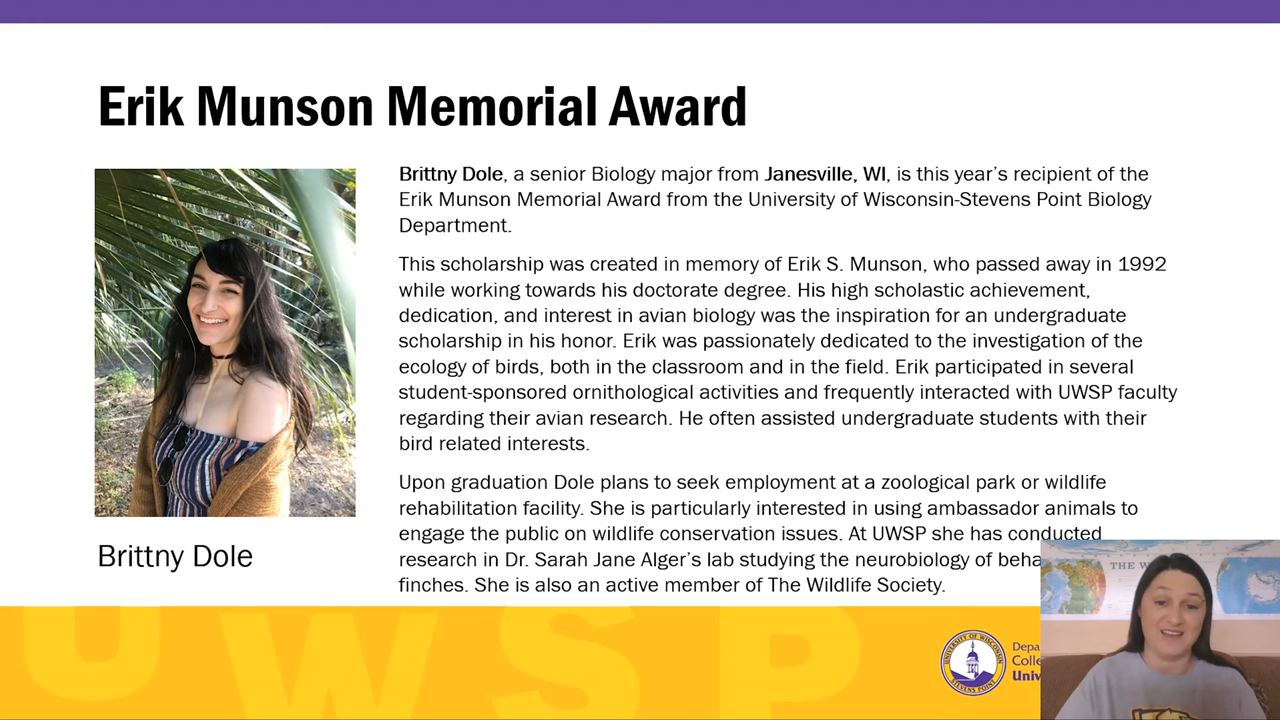 Erik Munson Memorial Award
Brittny Dole, a senior Biology major from Janesville, WI, is this year's recipient of the
Erik Munson Memorial Award from the University of Wisconsin-Stevens Point Biology
Department.
This scholarship was created in memory of Erik S. Munson, who passed away in 1992
while working towards his doctorate degree. His high scholastic achievement,
dedication, and interest in avian biology was the inspiration for an undergraduate
scholarship in his honor. Erik was passionately dedicated to the investigation of the
ecology of birds, both in the classroom and in the field. Erik participated in several
student-sponsored ornithological activities and frequently interacted with UWSP faculty
regarding their avian research. He often assisted undergraduate students with their
bird related interests.
Upon graduation Dole plans to seek employment at a zoological park or wildlife
rehabilitation facility. She is particularly interested in using ambassador animals to
engage the public on wildlife conservation issues. At UWSP she has conducted
research in Dr. Sarah Jane Alger's lab studying the neurobiology of beha
finches. She is also an active member of The Wildlife Society.
Brittny Dole
UWSP
UNIVERSITY OF WISCONSIN
STEVENS POINT
Depa
Colle
Univ
THE W